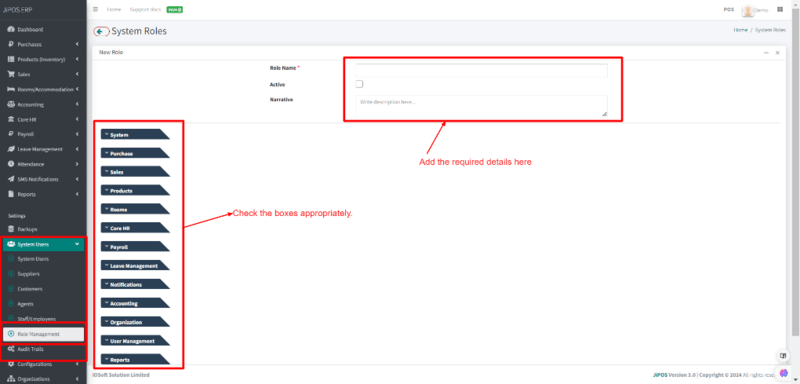 JiPOS ERP
Home
Support docs
POS
Demo
System Roles
Home / System Roles
Dashboard
Purchases
Products (Inventory)
Sales
Rooms/Accommodation
Accounting
Core HR
Payroll
Leave Management
Attendance
SMS Notifications
Reports
Settings
Backups
System Users
System Users
Suppliers
Customers
Agents
Staff/Employees
Role Management
Audit Trails
Configurations
Organisations
New Role
Role Name *
Active
Narrative
Write description here...
Add the required details here
System
Purchase
Sales
Products
Rooms
Core HR
Payroll
Leave Management
Notifications
Accounting
Organization
User Management
Reports
Check the boxes appropriately.
iOSoft Solution Limited
JiPOS Version 3.0 | Copyright © 2024 All rights